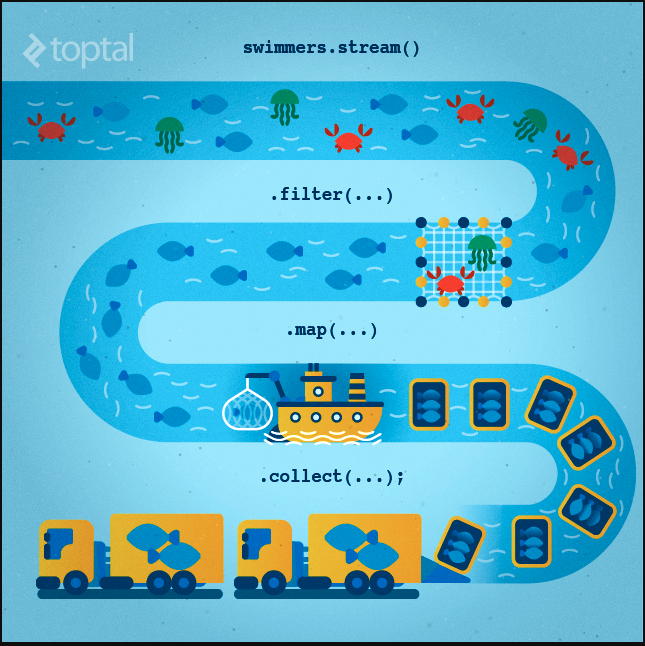 toptal
swimmers.stream()
.filter(...)
.map(...)
.collect(...);